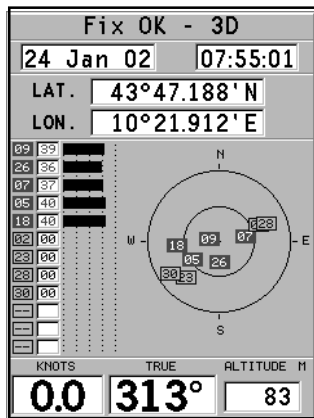 Fix OK - 3D
24 Jan 02 07:55:01
LAT. 43°47.188'N
LON. 10°21.912'E
09 39
26 36
07 37
05 40
18 40
02 00
23 00
28 00
30 00
--
--
--
N
28
W 18 09 07 E
05 26
30 23
S
KNOTS TRUE ALTITUDE M
0.0 313° 83